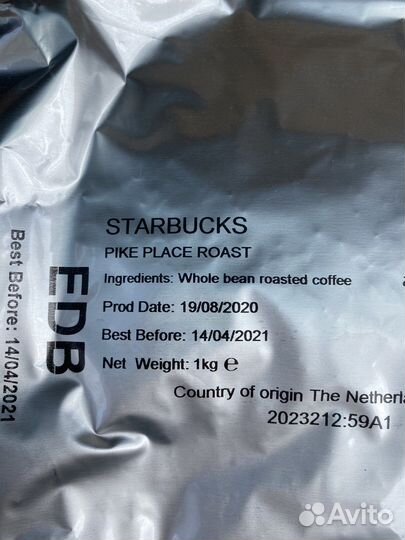 STARBUCKS
PIKE PLACE ROAST
Ingredients: Whole bean roasted coffee
Prod Date: 19/08/2020
Best Before: 14/04/2021
Net Weight: 1kg ℮
Country of origin The Netherla
2023212:59A1
EDB
Best Before: 14/04/2021
Avito